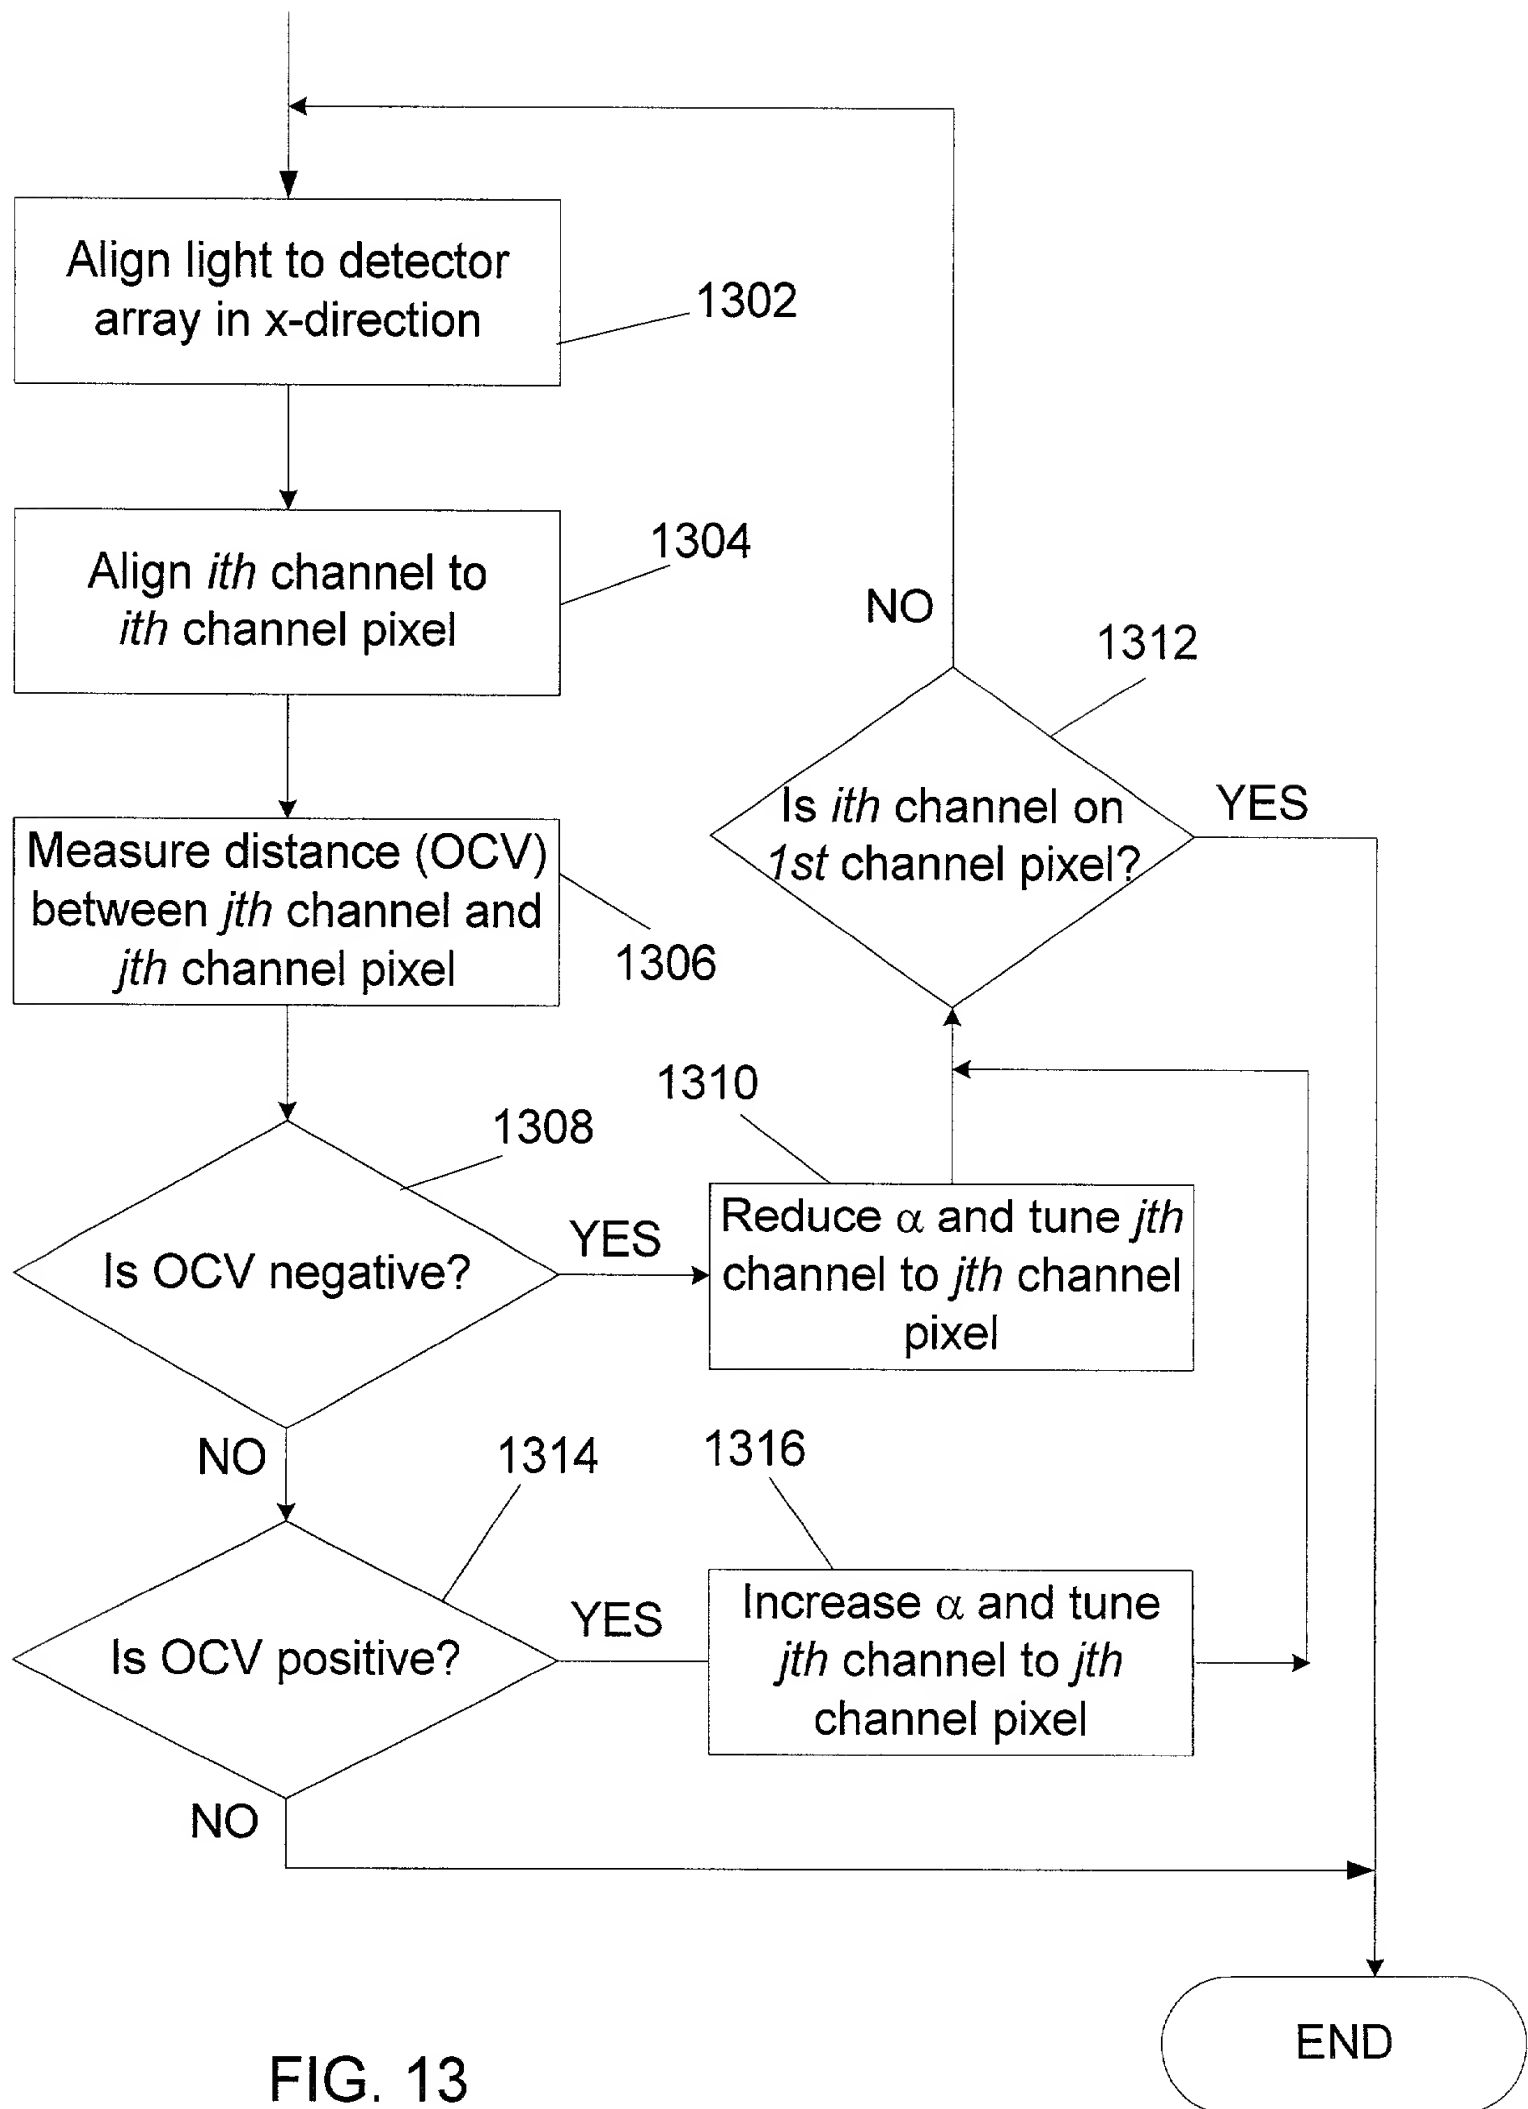 Align light to detector
array in x-direction
1302
Align ith channel to
ith channel pixel
1304
Measure distance (OCV)
between jth channel and
jth channel pixel
1306
Is OCV negative?
1308
YES
NO
Reduce α and tune jth
channel to jth channel
pixel
1310
Is ith channel on
1st channel pixel?
1312
NO
YES
Is OCV positive?
1314
YES
NO
Increase α and tune
jth channel to jth
channel pixel
1316
END
FIG. 13